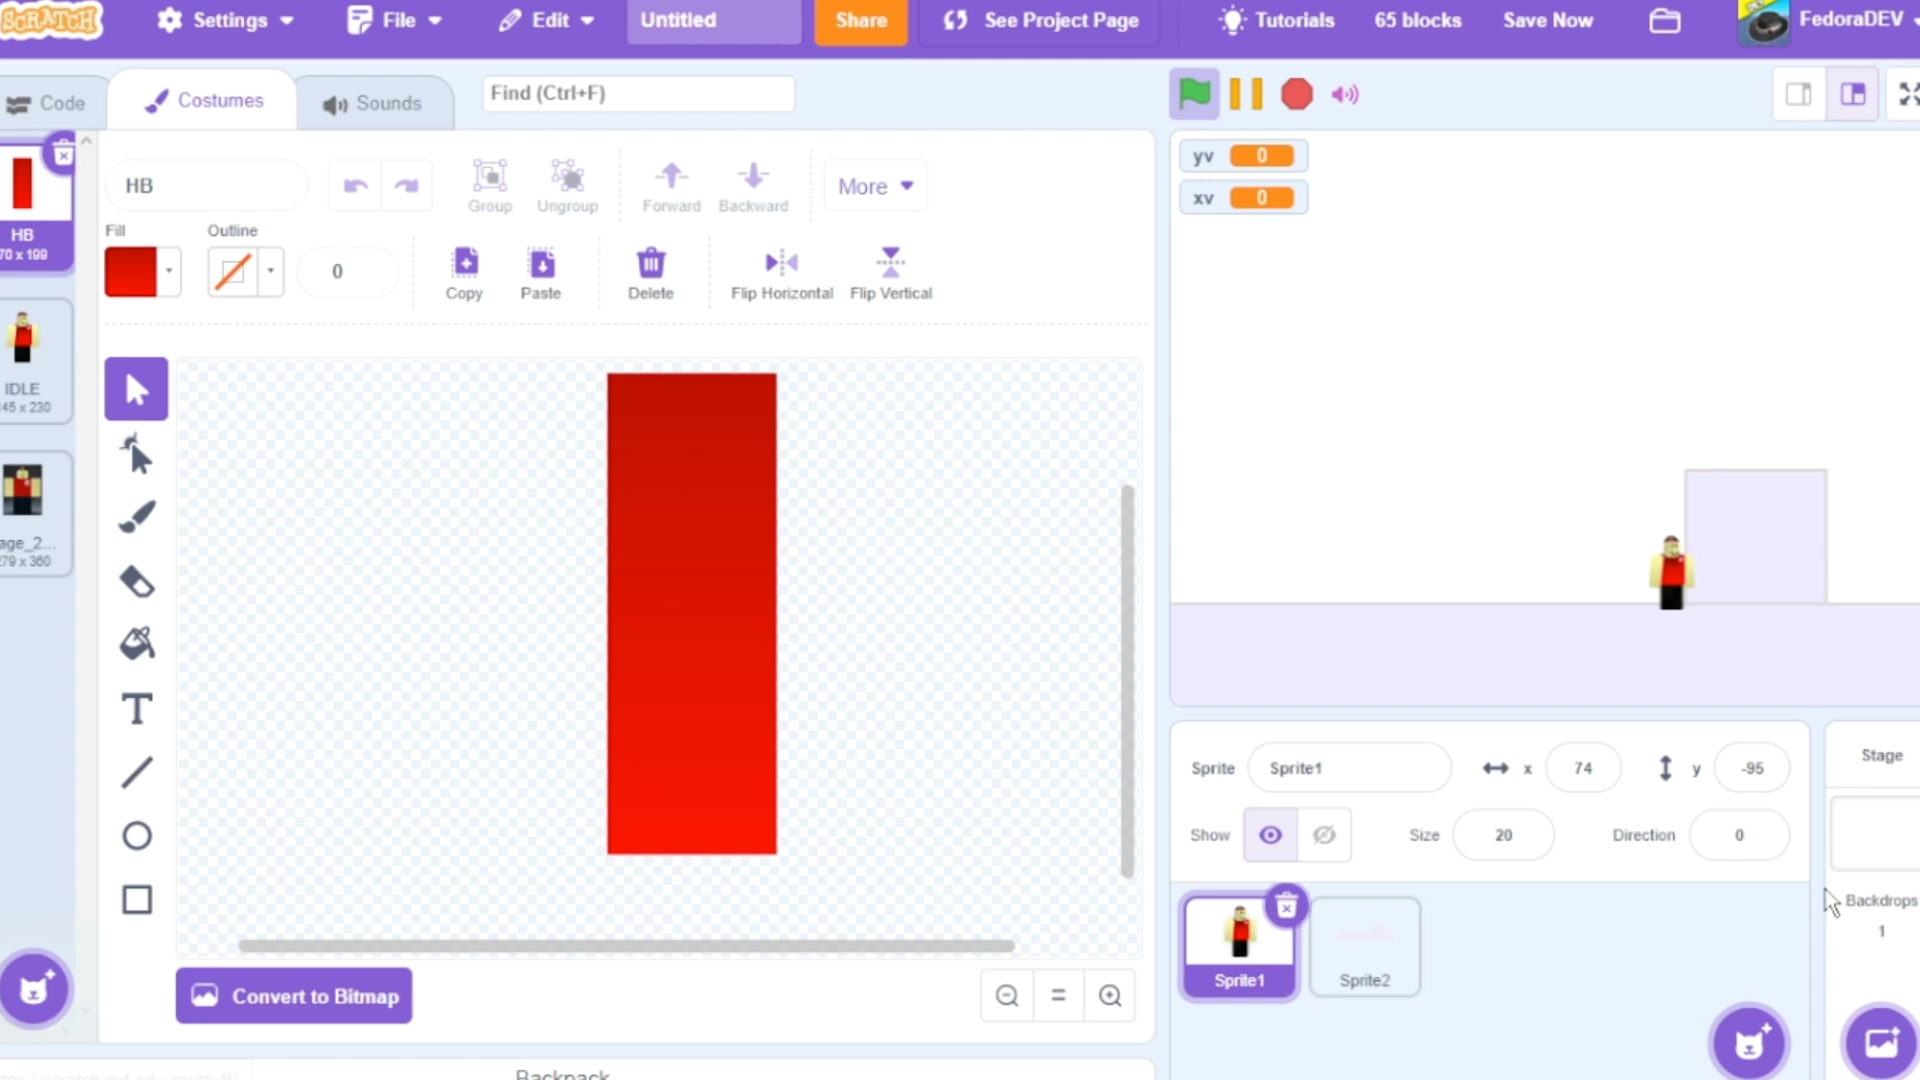 SCRATCH
Settings
File
Edit
Untitled
Share
See Project Page
Tutorials
65 blocks
Save Now
FedoraDEV
Code
Costumes
Sounds
Find (Ctrl+F)
HB
Group
Ungroup
Forward
Backward
More
Fill
Outline
0
Copy
Paste
Delete
Flip Horizontal
Flip Vertical
HB
70 x 199
IDLE
45 x 230
age_2...
279 x 360
T
Convert to Bitmap
=
Backpack
yv 0
xv 0
Sprite Sprite1 x 74 y -95
Show Size 20 Direction 0
Sprite1
Sprite2
Stage
Backdrops
1